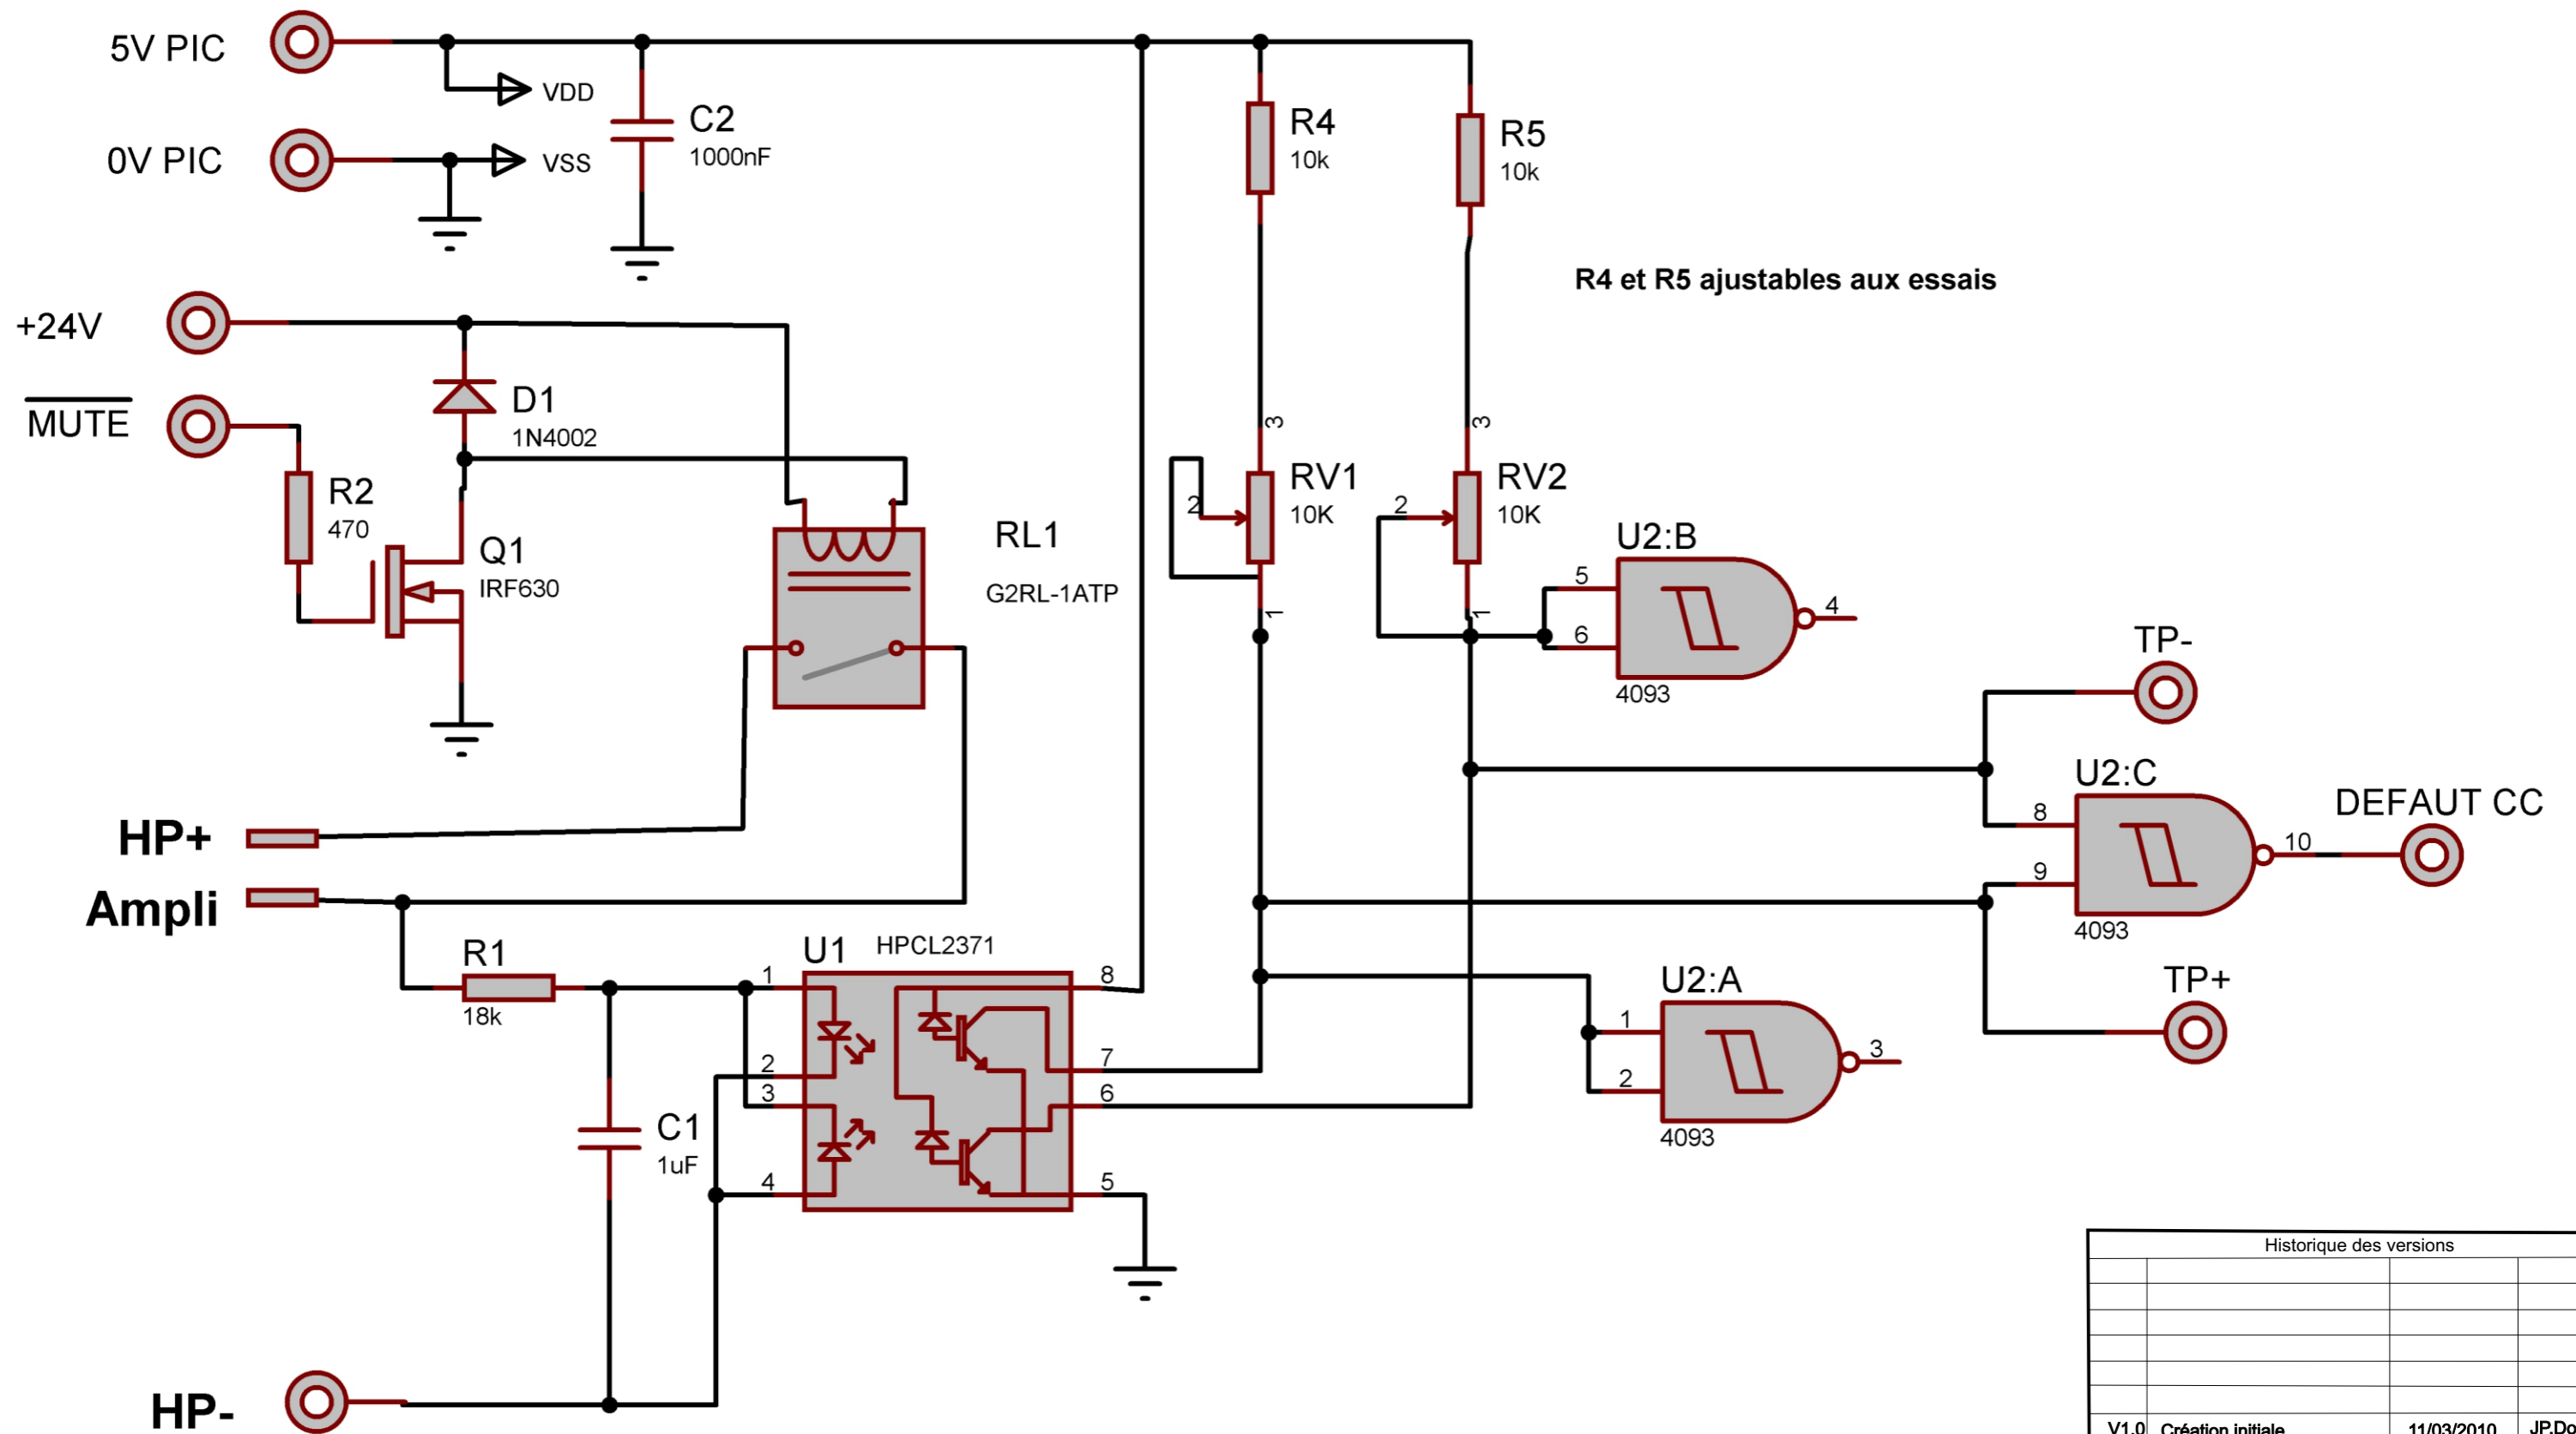 5V PIC
VDD
C2
1000nF
0V PIC
VSS
R4
10k
R5
10k
R4 et R5 ajustables aux essais
+24V
MUTE
D1
1N4002
R2
470
Q1
IRF630
RL1
G2RL-1ATP
3
2
RV1
10K
1
3
2
RV2
10K
1
U2:B
5
6
4
4093
TP-
U2:C
8
9
10
4093
DEFAUT CC
TP+
HP+
Ampli
R1
18k
U1
HPCL2371
1
2
3
4
8
7
6
5
C1
1uF
U2:A
1
2
3
4093
HP-
Historique des versions
V1.0 Création initiale 11/03/2010